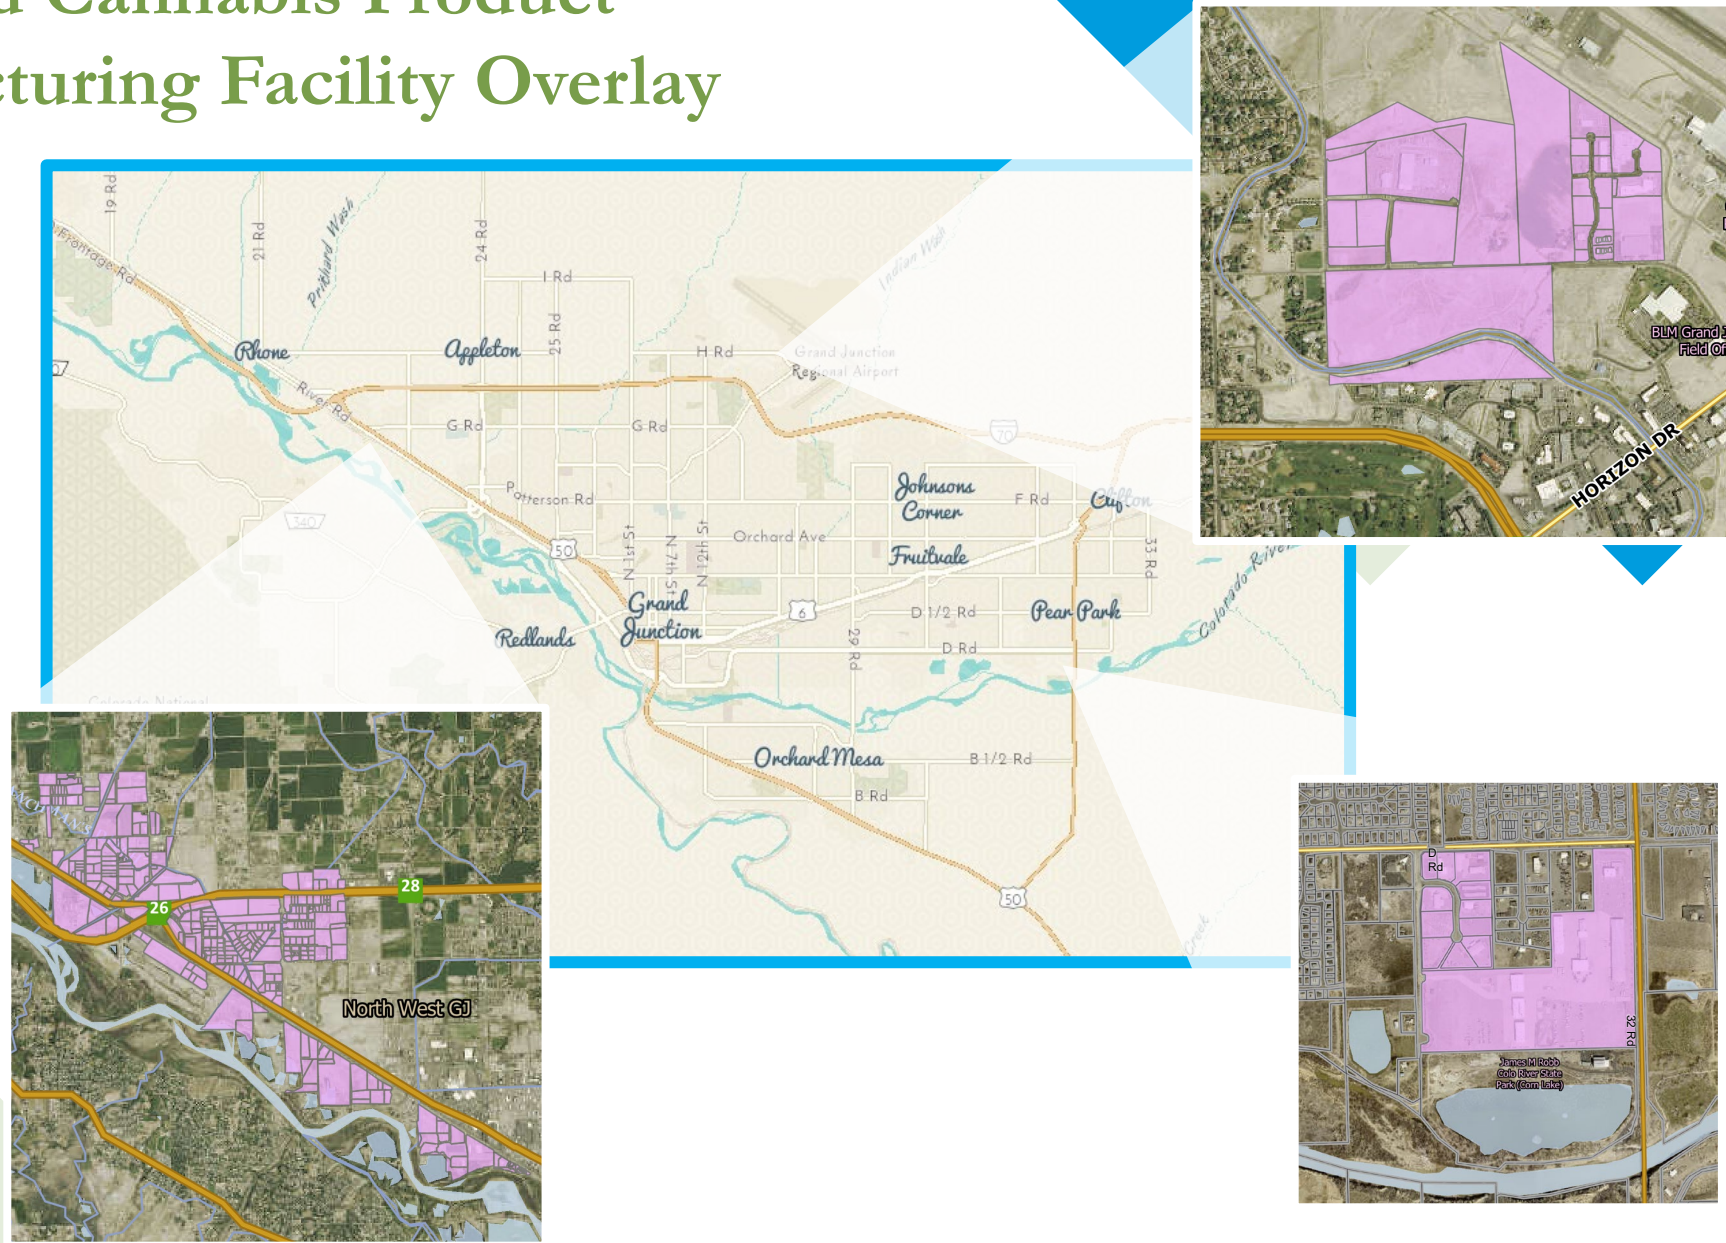 d Cannabis Product
cturing Facility Overlay
19 Rd
Frontage Rd
21 Rd
Prithard Wash
24 Rd
I Rd
25 Rd
Indian Wash
Rhone
Appleton
H Rd
Grand Junction
Regional Airport
River Rd
G Rd
G Rd
70
340
Patterson Rd
Johnsons
Corner
F Rd
Clifton
50
N 1st St
N 7th St
N 12th St
Orchard Ave
Fruitvale
33 Rd
Colorado River
Grand
Junction
6
D 1/2 Rd
Pear Park
Redlands
29 Rd
D Rd
Colorado National
Orchard Mesa
B 1/2 Rd
B Rd
50
Creek
BLM Grand J
Field Of
HORIZON DR
26
28
North West GJ
D
Rd
32 Rd
James M Robb
Colo River State
Park (Corn Lake)